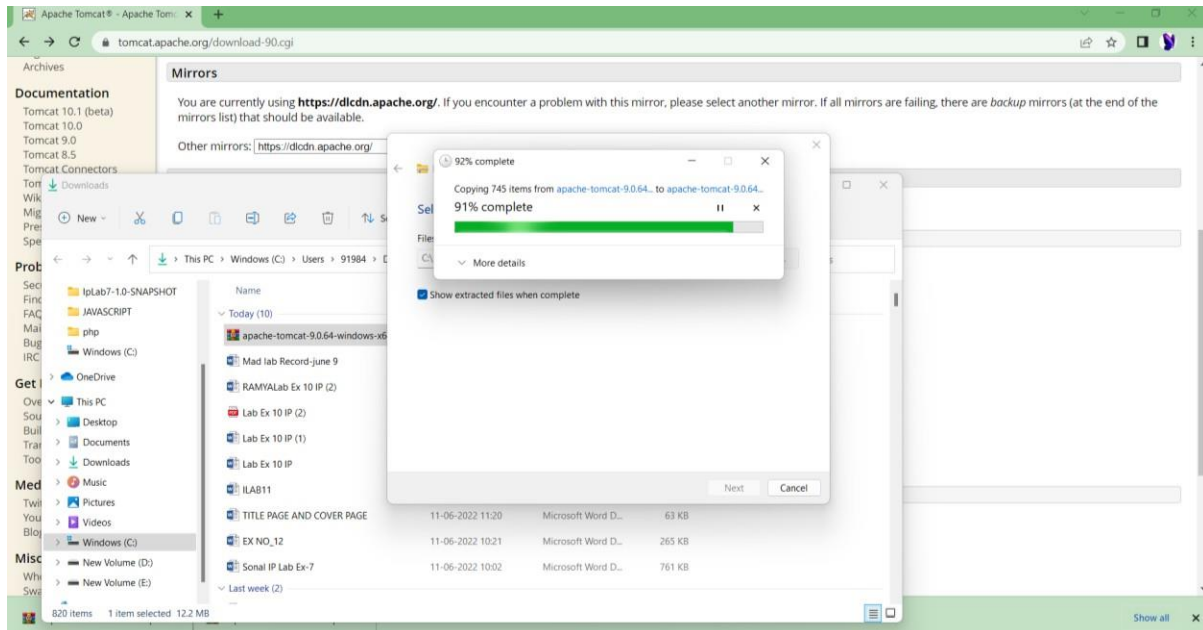 Apache Tomcat® - Apache Tom
tomcat.apache.org/download-90.cgi
Archives
Documentation
Tomcat 10.1 (beta)
Tomcat 10.0
Tomcat 9.0
Tomcat 8.5
Tomcat Connectors
Mirrors
You are currently using https://dlcdn.apache.org/. If you encounter a problem with this mirror, please select another mirror. If all mirrors are failing, there are backup mirrors (at the end of the
mirrors list) that should be available.
Other mirrors: https://dlcdn.apache.org/
92% complete
Copying 745 items from apache-tomcat-9.0.64... to apache-tomcat-9.0.64...
91% complete
More details
Show extracted files when complete
Next Cancel
Downloads
New
This PC > Windows (C:) > Users > 91984 >
IpLab7-1.0-SNAPSHOT
JAVASCRIPT
php
Windows (C:)
OneDrive
This PC
Desktop
Documents
Downloads
Music
Pictures
Videos
Windows (C:)
New Volume (D:)
New Volume (E:)
Name
Today (10)
apache-tomcat-9.0.64-windows-x6
Mad lab Record-june 9
RAMYALab Ex 10 IP (2)
Lab Ex 10 IP (2)
Lab Ex 10 IP (1)
Lab Ex 10 IP
ILAB11
TITLE PAGE AND COVER PAGE 11-06-2022 11:20 Microsoft Word D... 63 KB
EX NO_12 11-06-2022 10:21 Microsoft Word D... 265 KB
Sonal IP Lab Ex-7 11-06-2022 10:02 Microsoft Word D... 761 KB
Last week (2)
820 items 1 item selected 12.2 MB
Show all